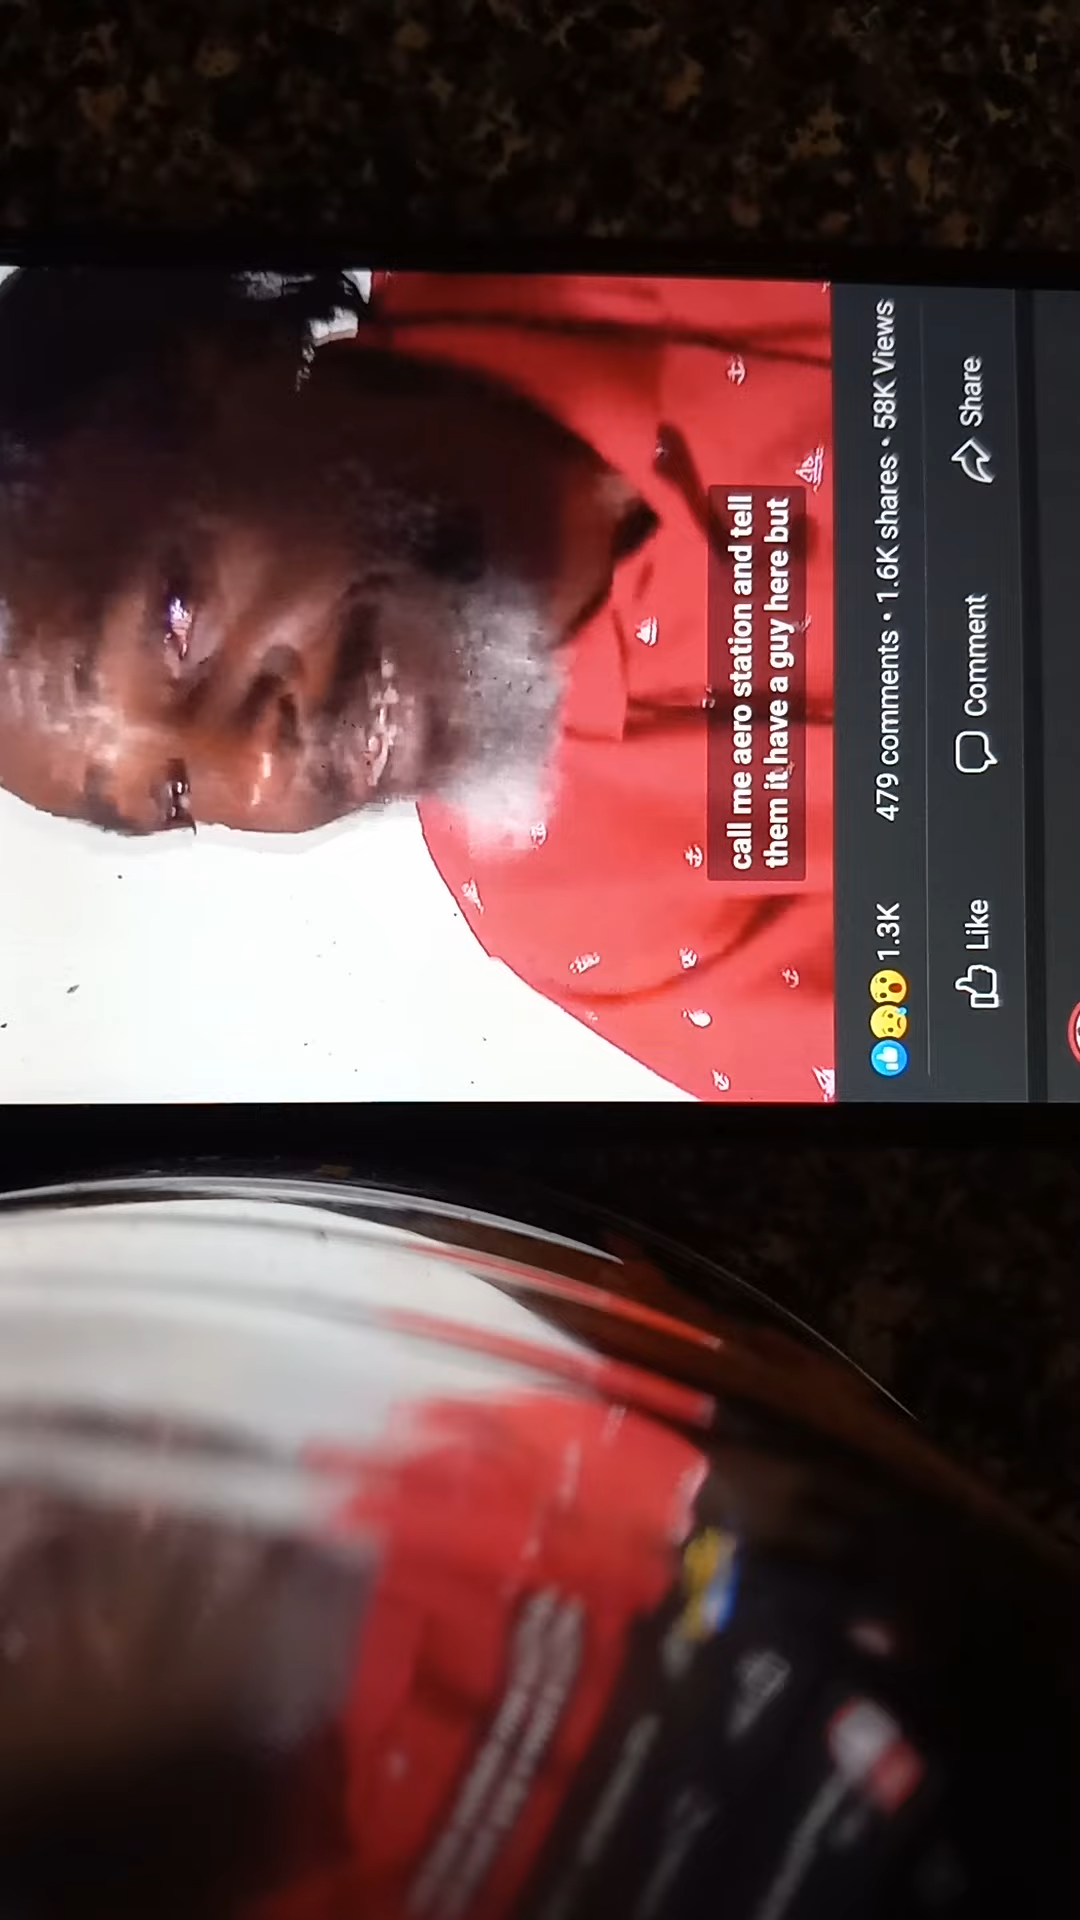 call me aero station and tell
them it have a guy here but
1.3K
479 comments • 1.6K shares • 58K Views
Like
Comment
Share